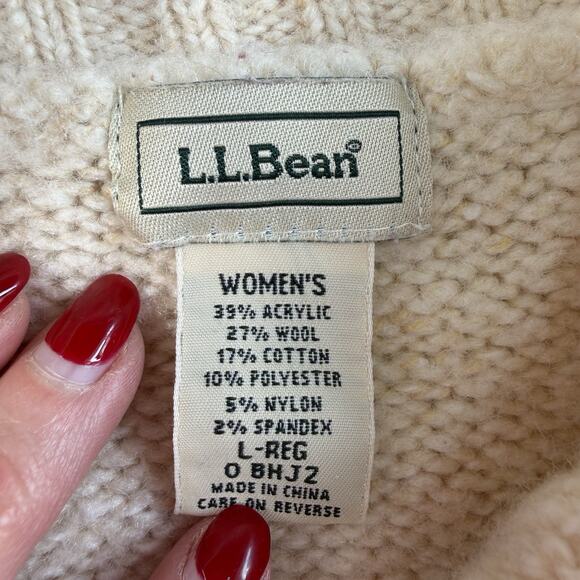 L.L.Bean®
WOMEN'S
39% ACRYLIC
27% WOOL
17% COTTON
10% POLYESTER
5% NYLON
2% SPANDEX
L-REG
0 BHJ2
MADE IN CHINA
CARE ON REVERSE